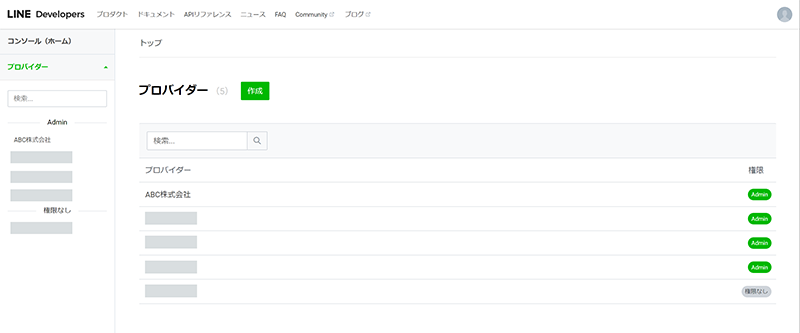 LINE Developers プロダクト ドキュメント APIリファレンス ニュース FAQ Community ブログ
コンソール（ホーム）
プロバイダー
検索...
Admin
ABC株式会社
権限なし
トップ
プロバイダー （5） 作成
検索...
プロバイダー 権限
ABC株式会社 Admin
Admin
Admin
Admin
権限なし